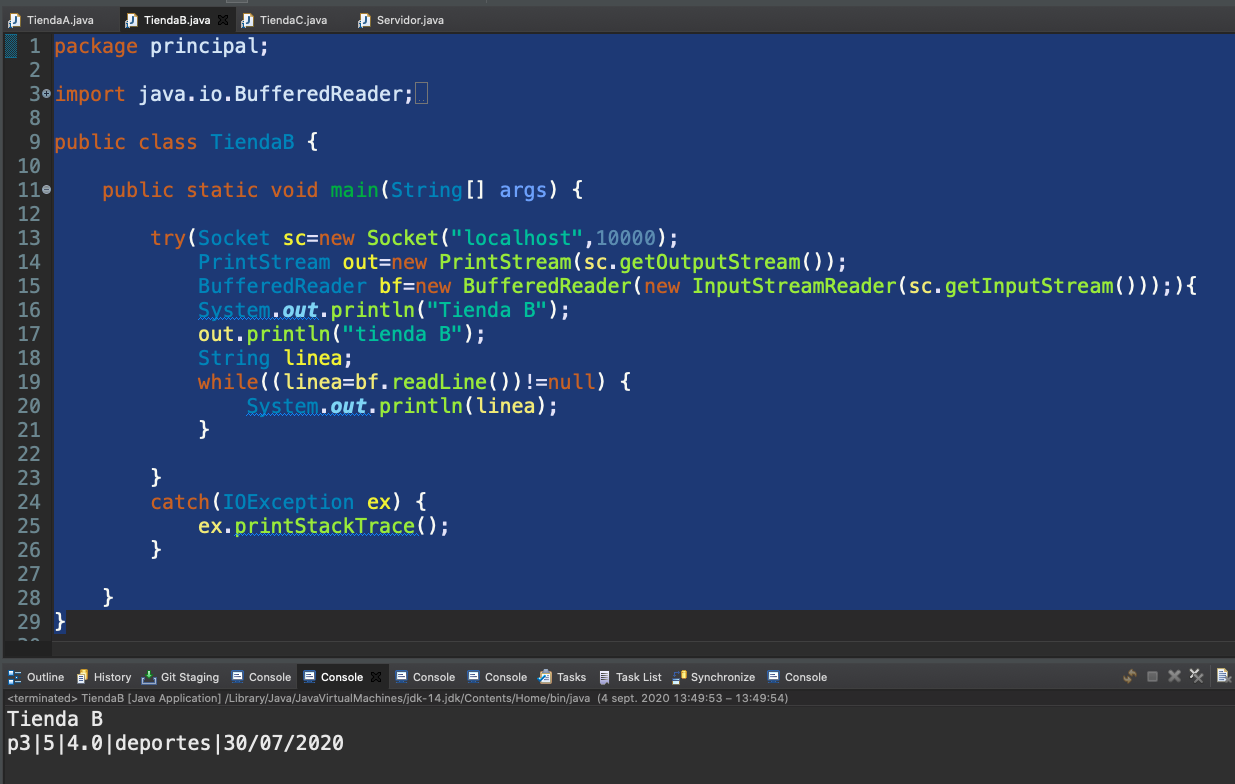 TiendaA.java TiendaB.java TiendaC.java Servidor.java
1 package principal;
2
3 import java.io.BufferedReader;
8
9 public class TiendaB {
10
11 public static void main(String[] args) {
12
13 try(Socket sc=new Socket("localhost",10000);
14 PrintStream out=new PrintStream(sc.getOutputStream());
15 BufferedReader bf=new BufferedReader(new InputStreamReader(sc.getInputStream()));){
16 System.out.println("Tienda B");
17 out.println("tienda B");
18 String linea;
19 while((linea=bf.readLine())!=null) {
20 System.out.println(linea);
21 }
22
23 }
24 catch(IOException ex) {
25 ex.printStackTrace();
26 }
27
28 }
29 }
Outline History Git Staging Console Console Console Console Tasks Task List Synchronize Console
<terminated> TiendaB [Java Application] /Library/Java/JavaVirtualMachines/jdk-14.jdk/Contents/Home/bin/java (4 sept. 2020 13:49:53 – 13:49:54)
Tienda B
p3|5|4.0|deportes|30/07/2020